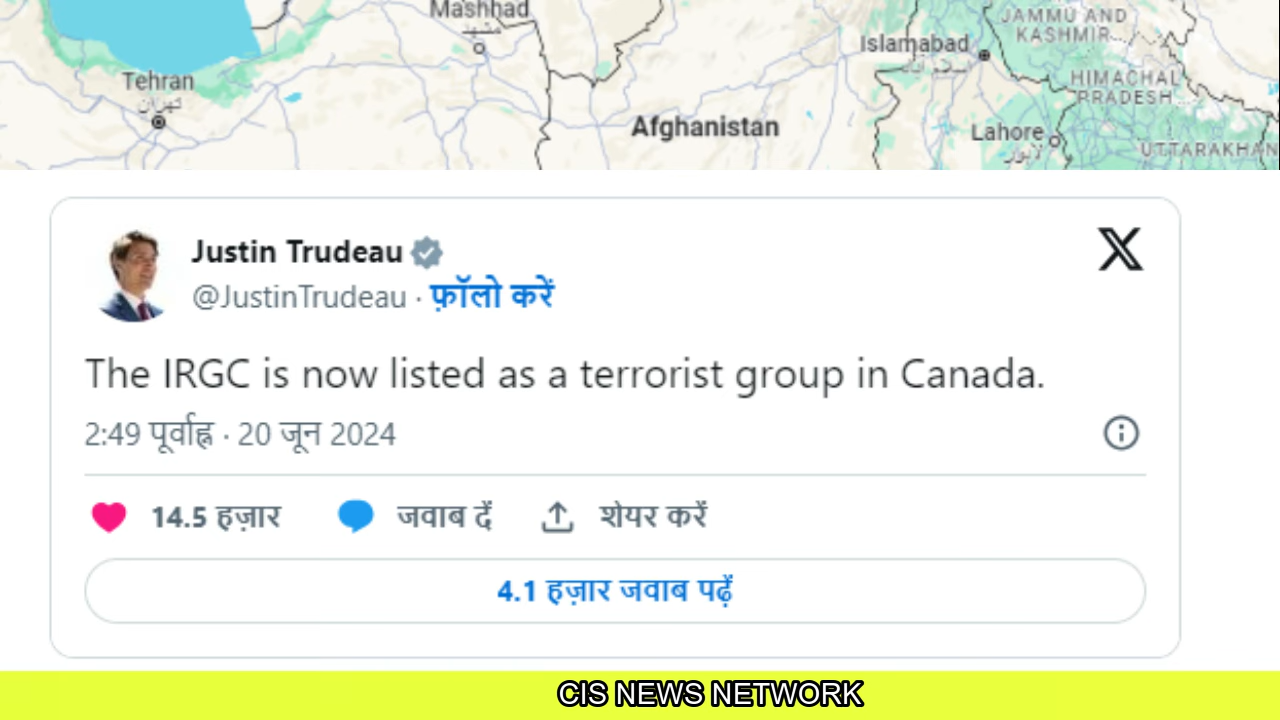 Mashhad
مشهد
Islamabad
JAMMU AND
KASHMIR
Tehran
تهران
HIMACHAL
PRADESH
Afghanistan
Lahore
لاہور
UTTARAKHAN
Justin Trudeau
@JustinTrudeau · फ़ॉलो करें
The IRGC is now listed as a terrorist group in Canada.
2:49 पूर्वाह्न · 20 जून 2024
14.5 हज़ार जवाब दें शेयर करें
4.1 हज़ार जवाब पढ़ें
CIS NEWS NETWORK